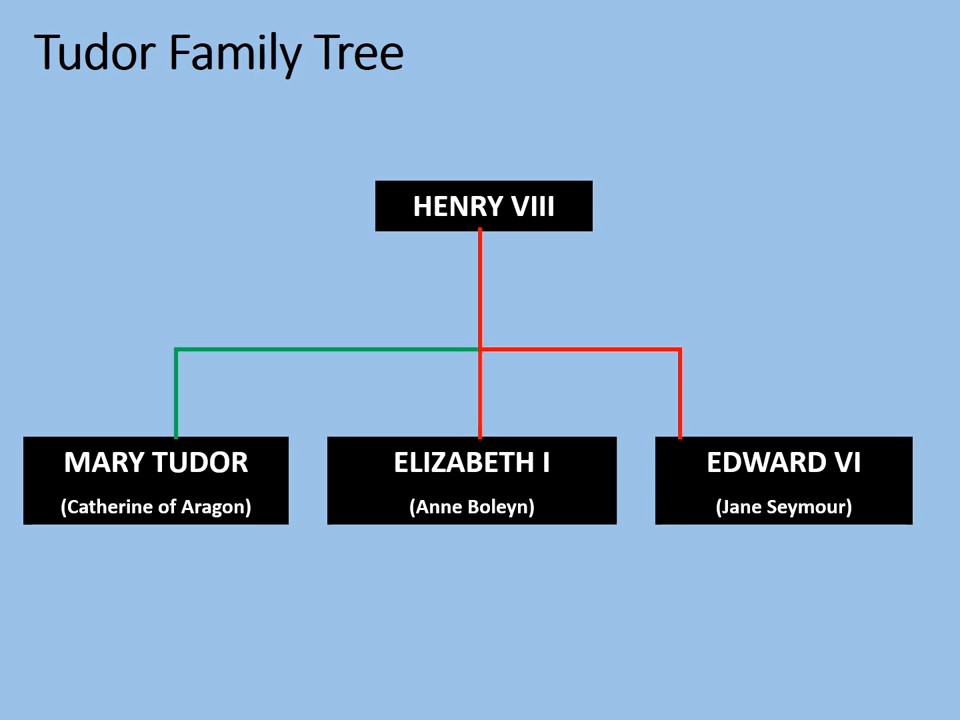 Tudor Family Tree
HENRY VIII
MARY TUDOR
(Catherine of Aragon)
ELIZABETH I
(Anne Boleyn)
EDWARD VI
(Jane Seymour)